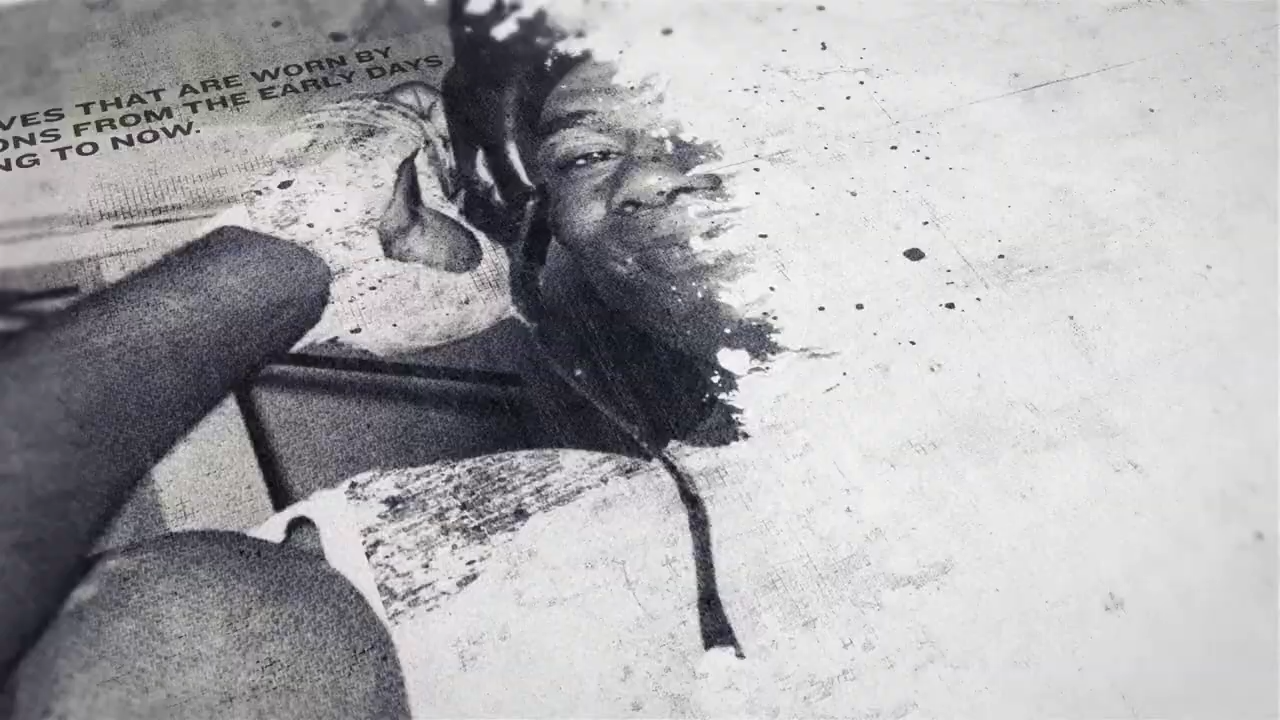 VES THAT ARE WORN BY
ONS FROM THE EARLY DAYS
NG TO NOW.